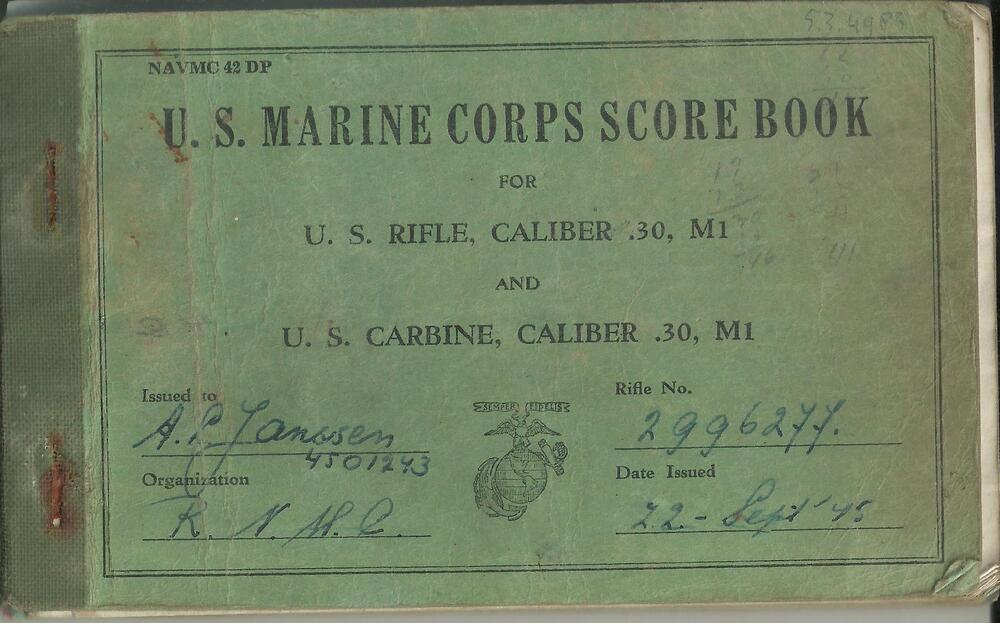 53.4983
NAVMC 42 DP
U. S. MARINE CORPS SCORE BOOK
FOR
U. S. RIFLE, CALIBER .30, M1
AND
U. S. CARBINE, CALIBER .30, M1
Issued to
A.P. Janssen
4501243
Organization
R. N. M. C.
SEMPER FIDELIS
Rifle No.
2996277.
Date Issued
22 - Sept '45